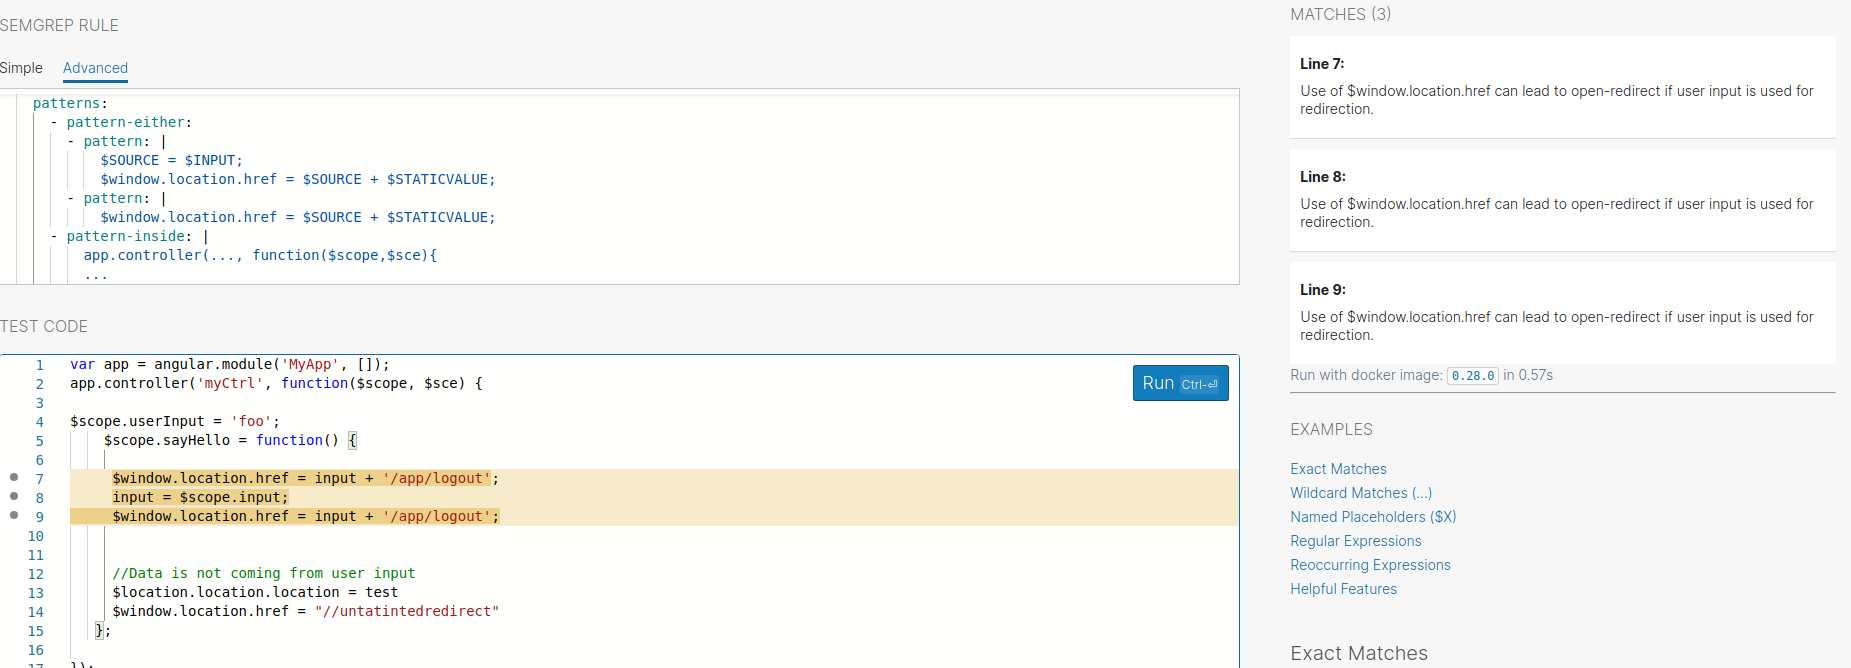 SEMGREP RULE
Simple Advanced
patterns:
- pattern-either:
- pattern: |
$SOURCE = $INPUT;
$window.location.href = $SOURCE + $STATICVALUE;
- pattern: |
$window.location.href = $SOURCE + $STATICVALUE;
- pattern-inside: |
app.controller(..., function($scope,$sce){
...
TEST CODE
1 var app = angular.module('MyApp', []);
2 app.controller('myCtrl', function($scope, $sce) {
3
4 $scope.userInput = 'foo';
5 $scope.sayHello = function() {
6
7 $window.location.href = input + '/app/logout';
8 input = $scope.input;
9 $window.location.href = input + '/app/logout';
10
11
12 //Data is not coming from user input
13 $location.location.location = test
14 $window.location.href = "//untatintedredirect"
15 };
16
17 });
Run Ctrl-⏎
MATCHES (3)
Line 7:
Use of $window.location.href can lead to open-redirect if user input is used for
redirection.
Line 8:
Use of $window.location.href can lead to open-redirect if user input is used for
redirection.
Line 9:
Use of $window.location.href can lead to open-redirect if user input is used for
redirection.
Run with docker image: 0.28.0 in 0.57s
EXAMPLES
Exact Matches
Wildcard Matches (...)
Named Placeholders ($X)
Regular Expressions
Reoccurring Expressions
Helpful Features
Exact Matches